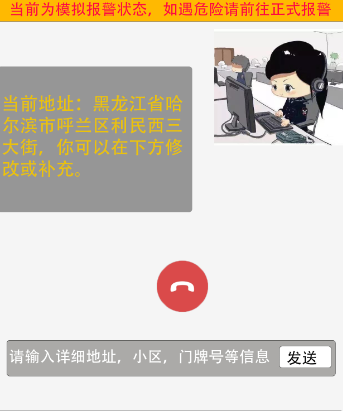 当前为模拟报警状态，如遇危险请前往正式报警
当前地址：黑龙江省哈
尔滨市呼兰区利民西三
大街，你可以在下方修
改或补充。
请输入详细地址，小区，门牌号等信息
发送